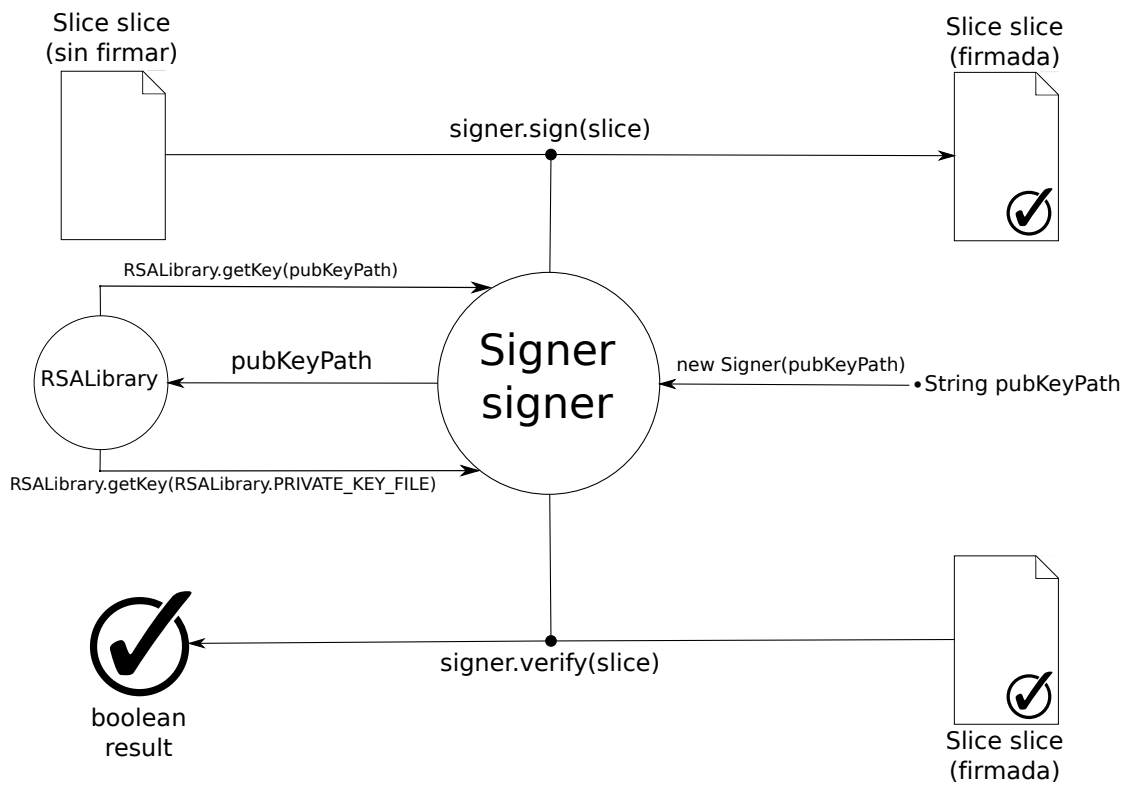 Slice slice
(sin firmar)
Slice slice
(firmada)
signer.sign(slice)
RSALibrary.getKey(pubKeyPath)
Signer
signer
pubKeyPath
RSALibrary
new Signer(pubKeyPath)
String pubKeyPath
RSALibrary.getKey(RSALibrary.PRIVATE_KEY_FILE)
signer.verify(slice)
boolean
result
Slice slice
(firmada)